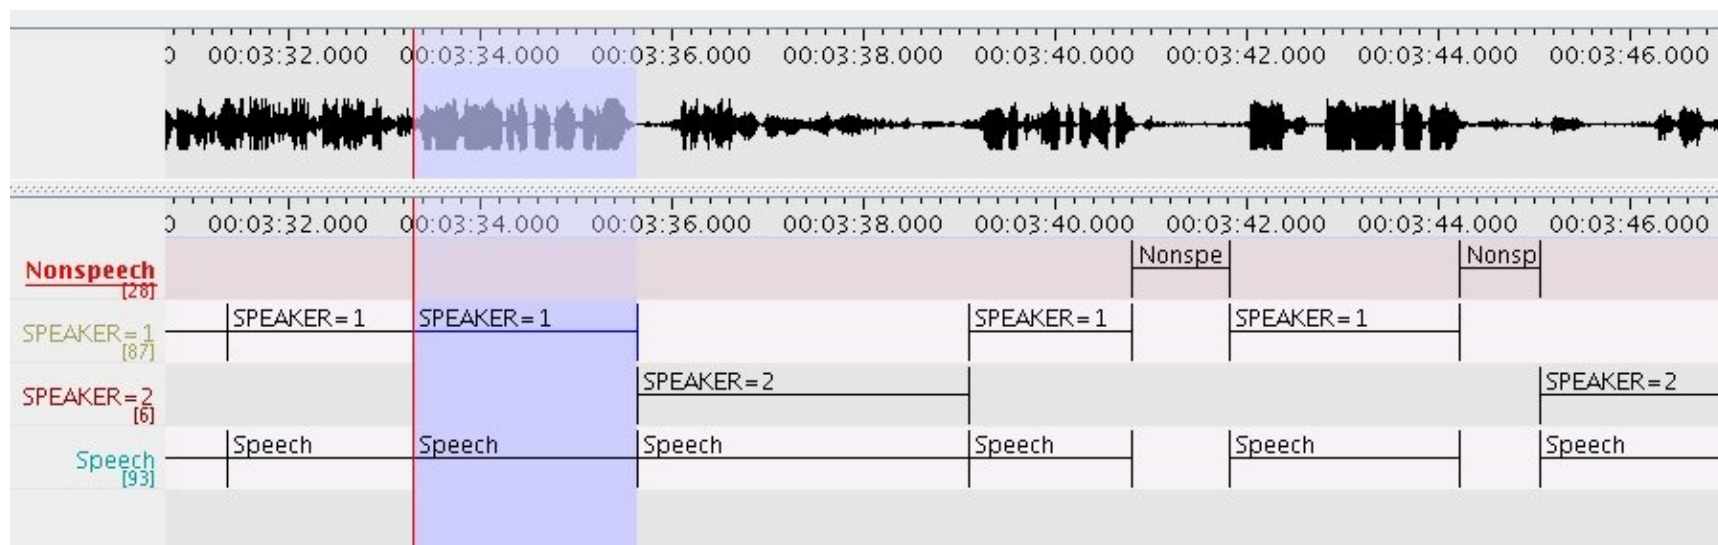 0 00:03:32.000 00:03:34.000 00:03:36.000 00:03:38.000 00:03:40.000 00:03:42.000 00:03:44.000 00:03:46.000
0 00:03:32.000 00:03:34.000 00:03:36.000 00:03:38.000 00:03:40.000 00:03:42.000 00:03:44.000 00:03:46.000
Nonspeech Nonspe Nonsp
[28]
SPEAKER=1 SPEAKER=1 SPEAKER=1 SPEAKER=1 SPEAKER=1
[87]
SPEAKER=2 SPEAKER=2 SPEAKER=2
[6]
Speech Speech Speech Speech Speech Speech Speech
[93]